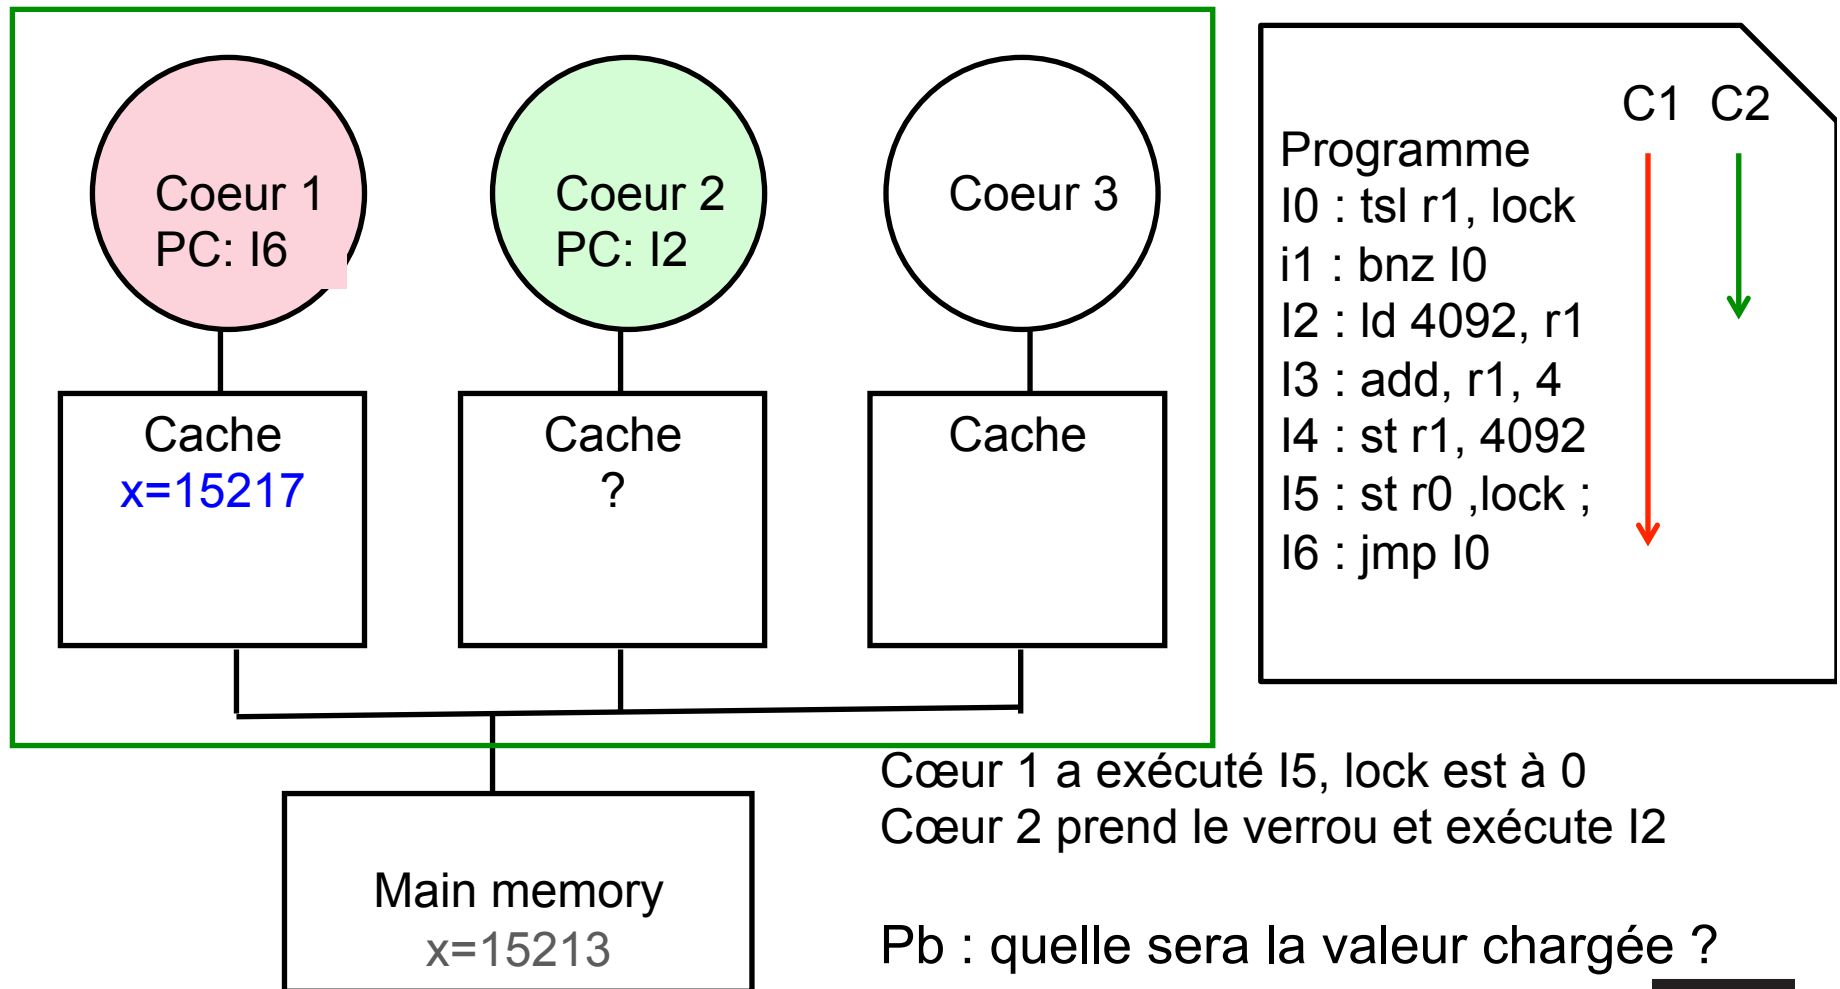 Coeur 1
PC: I6
Coeur 2
PC: I2
Coeur 3
Cache
x=15217
Cache
?
Cache
Main memory
x=15213
C1 C2
Programme
I0 : tsl r1, lock
i1 : bnz I0
I2 : ld 4092, r1
I3 : add, r1, 4
I4 : st r1, 4092
I5 : st r0 ,lock ;
I6 : jmp I0
Cœur 1 a exécuté I5, lock est à 0
Cœur 2 prend le verrou et exécute I2
Pb : quelle sera la valeur chargée ?